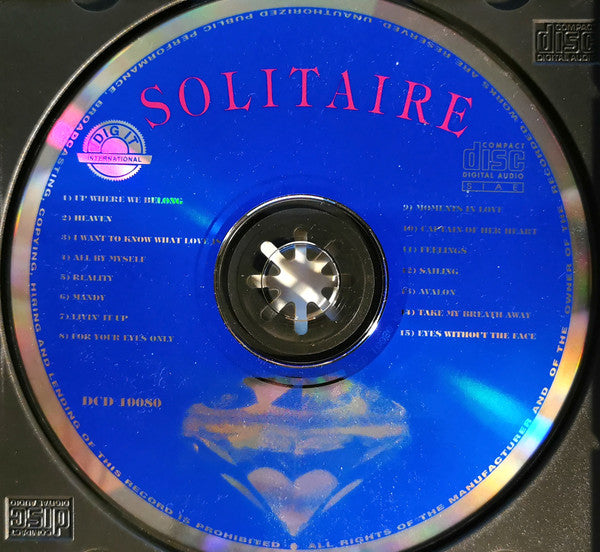 SOLITAIRE
DIG IT
INTERNATIONAL
COMPACT
disc
DIGITAL AUDIO
SIAE
1) UP WHERE WE BELONG
2) HEAVEN
3) I WANT TO KNOW WHAT LOVE IS
4) ALL BY MYSELF
5) REALITY
6) MANDY
7) LIVIN' IT UP
8) FOR YOUR EYES ONLY
9) MOMENTS IN LOVE
10) CAPTAIN OF HER HEART
11) FEELINGS
12) SAILING
13) AVALON
14) TAKE MY BREATH AWAY
15) EYES WITHOUT THE FACE
DCD 10080
ALL RIGHTS OF THE MANUFACTURER AND OF THE OWNER OF THE RECORDED WORKS ARE RESERVED. UNAUTHORIZED PUBLIC PERFORMANCE, BROADCASTING, COPYING, HIRING AND LENDING OF THIS RECORD IS PROHIBITED
COMPACT
disc
DIGITAL AUDIO
COMPACT
disc
DIGITAL AUDIO